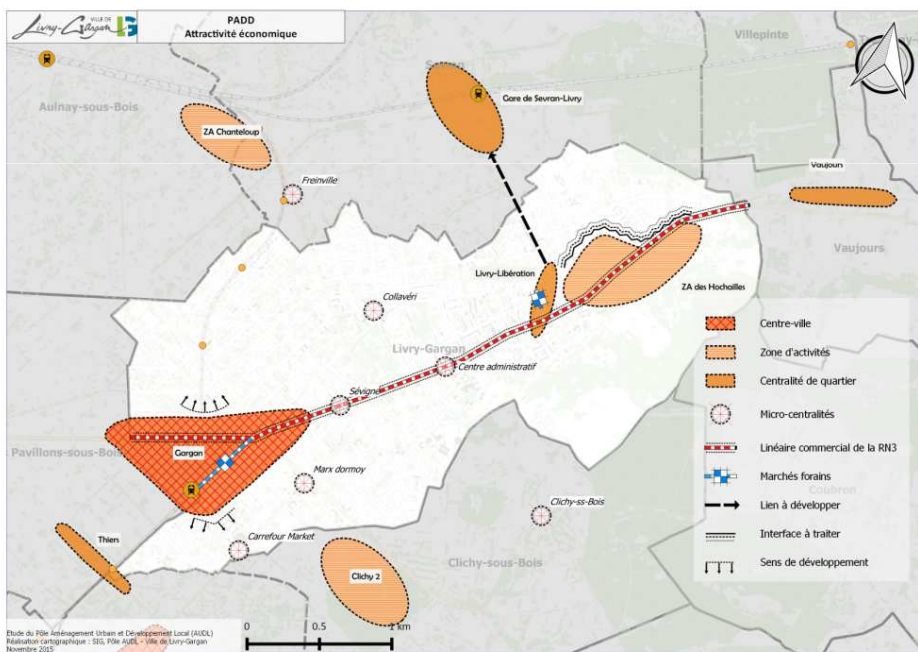 Livry-Gargan
VILLE DE
LG
PADD
Attractivité économique
Villepinte
Sevran
Gare de Sevran-Livry
Aulnay-sous-Bois
ZA Chanteloup
Freinville
Vaujours
Vaujours
Livry-Libération
ZA des Hochailles
Collavéri
Livry-Gargan
Centre administratif
Sévigné
Gargan
Pavillons-sous-Bois
Marx dormoy
Clichy-ss-Bois
Coubron
Carrefour Market
Thiers
Clichy 2
Clichy-sous-Bois
Centre-ville
Zone d'activités
Centralité de quartier
Micro-centralités
Linéaire commercial de la RN3
Marchés forains
Lien à développer
Interface à traiter
Sens de développement
0 0.5 1 km
Etude du Pôle Aménagement Urbain et Développement Local (AUDL)
Réalisation cartographique : SIG, Pôle AUDL - Ville de Livry-Gargan
Novembre 2015